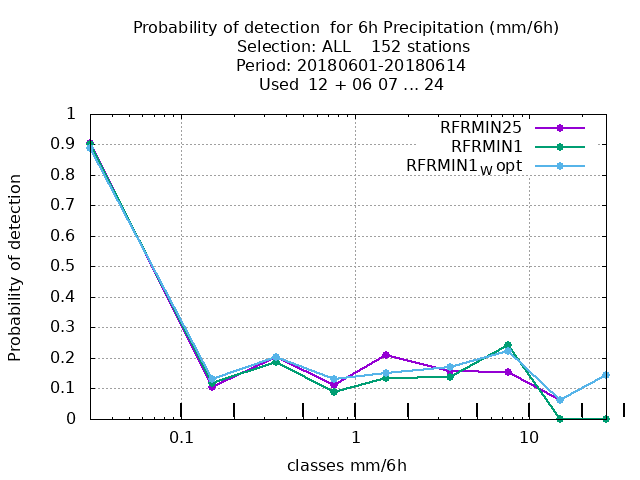 Probability of detection for 6h Precipitation (mm/6h)
Selection: ALL 152 stations
Period: 20180601-20180614
Used 12 + 06 07 ... 24
RFRMIN25
RFRMIN1
RFRMIN1W opt
Probability of detection
1
0.9
0.8
0.7
0.6
0.5
0.4
0.3
0.2
0.1
0
0.1 1 10
classes mm/6h